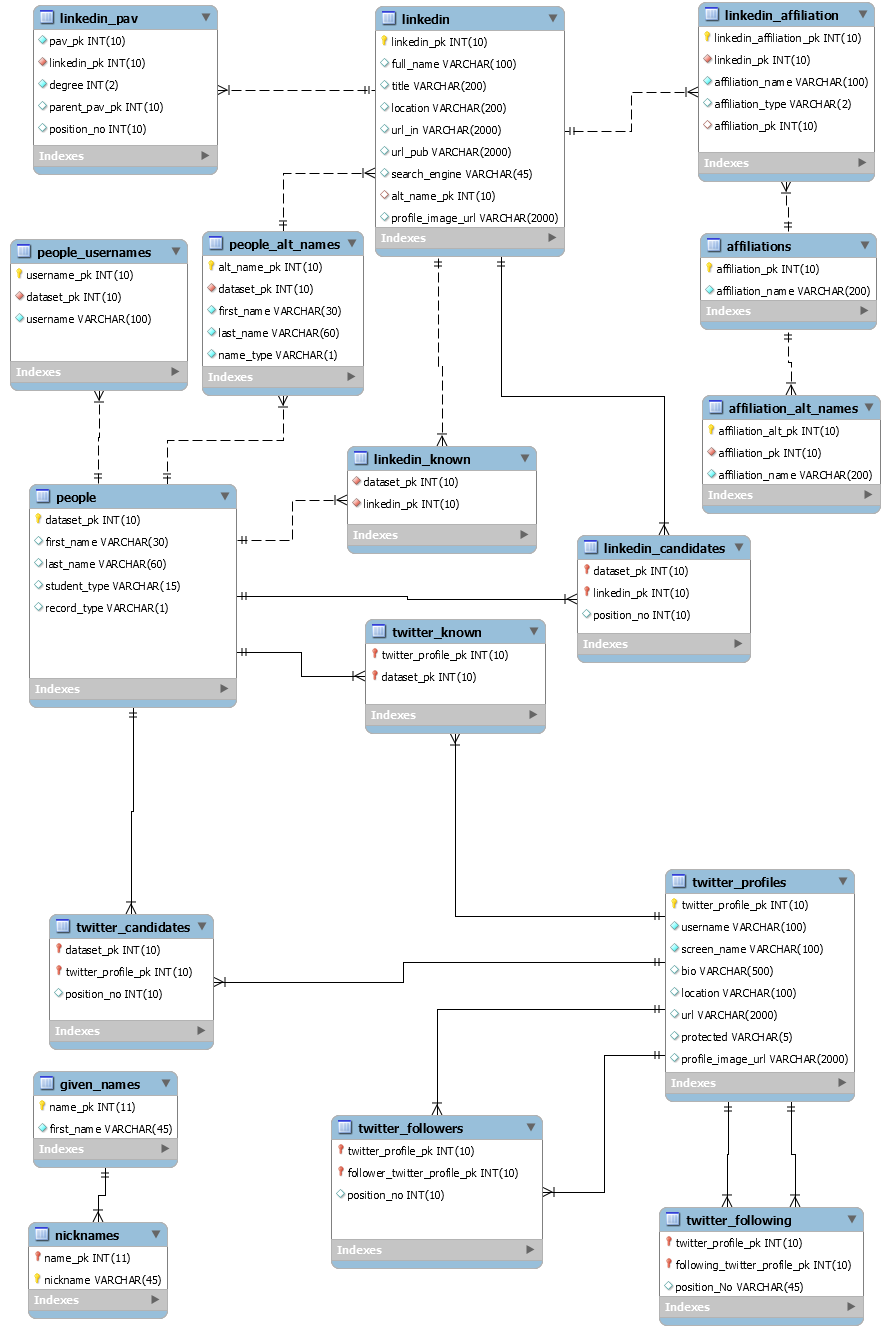 linkedin_pav
pav_pk INT(10)
linkedin_pk INT(10)
degree INT(2)
parent_pav_pk INT(10)
position_no INT(10)
Indexes
linkedin
linkedin_pk INT(10)
full_name VARCHAR(100)
title VARCHAR(200)
location VARCHAR(200)
url_in VARCHAR(2000)
url_pub VARCHAR(2000)
search_engine VARCHAR(45)
alt_name_pk INT(10)
profile_image_url VARCHAR(2000)
Indexes
linkedin_affiliation
linkedin_affiliation_pk INT(10)
linkedin_pk INT(10)
affiliation_name VARCHAR(100)
affiliation_type VARCHAR(2)
affiliation_pk INT(10)
Indexes
people_usernames
username_pk INT(10)
dataset_pk INT(10)
username VARCHAR(100)
Indexes
people_alt_names
alt_name_pk INT(10)
dataset_pk INT(10)
first_name VARCHAR(30)
last_name VARCHAR(60)
name_type VARCHAR(1)
Indexes
affiliations
affiliation_pk INT(10)
affiliation_name VARCHAR(200)
Indexes
affiliation_alt_names
affiliation_alt_pk INT(10)
affiliation_pk INT(10)
affiliation_name VARCHAR(200)
Indexes
people
dataset_pk INT(10)
first_name VARCHAR(30)
last_name VARCHAR(60)
student_type VARCHAR(15)
record_type VARCHAR(1)
Indexes
linkedin_known
dataset_pk INT(10)
linkedin_pk INT(10)
Indexes
linkedin_candidates
dataset_pk INT(10)
linkedin_pk INT(10)
position_no INT(10)
Indexes
twitter_known
twitter_profile_pk INT(10)
dataset_pk INT(10)
Indexes
twitter_profiles
twitter_profile_pk INT(10)
username VARCHAR(100)
screen_name VARCHAR(100)
bio VARCHAR(500)
location VARCHAR(100)
url VARCHAR(2000)
protected VARCHAR(5)
profile_image_url VARCHAR(2000)
Indexes
twitter_candidates
dataset_pk INT(10)
twitter_profile_pk INT(10)
position_no INT(10)
Indexes
given_names
name_pk INT(11)
first_name VARCHAR(45)
Indexes
twitter_followers
twitter_profile_pk INT(10)
follower_twitter_profile_pk INT(10)
position_no INT(10)
Indexes
nicknames
name_pk INT(11)
nickname VARCHAR(45)
Indexes
twitter_following
twitter_profile_pk INT(10)
following_twitter_profile_pk INT(10)
position_No VARCHAR(45)
Indexes